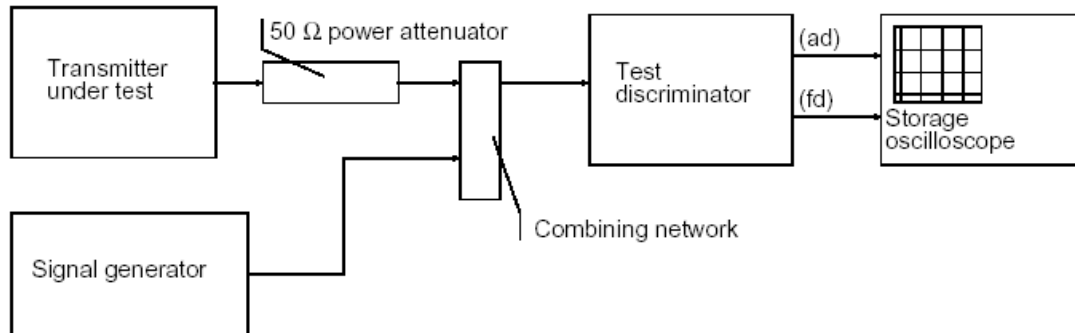 50 Ω power attenuator
Transmitter
under test
Test
discriminator
(ad)
(fd)
Storage
oscilloscope
Combining network
Signal generator